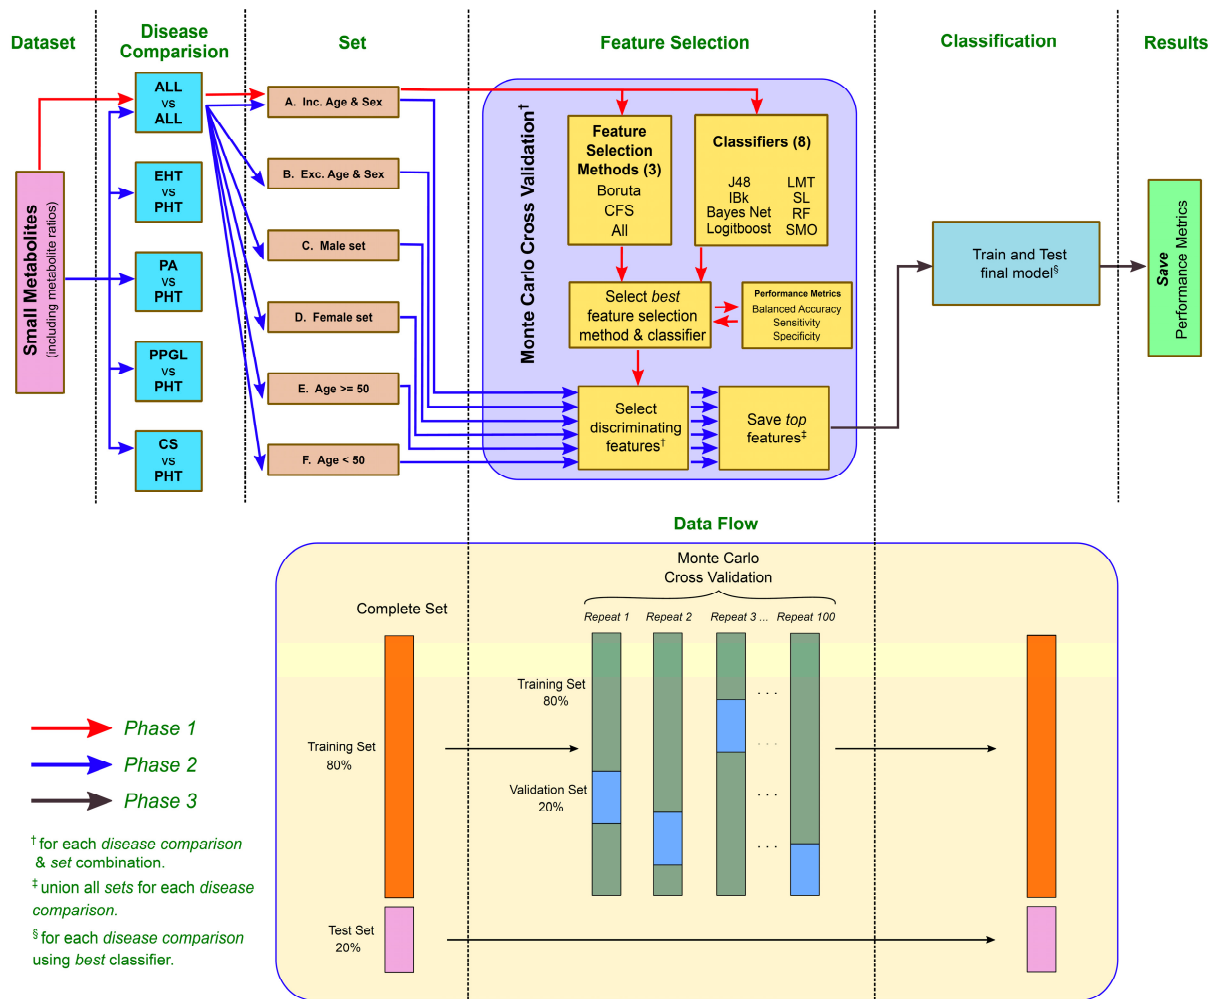 Dataset
Disease
Comparision
Set
Feature Selection
Classification
Results
Small Metabolites
(including metabolite ratios)
ALL
vs
ALL
EHT
vs
PHT
PA
vs
PHT
PPGL
vs
PHT
CS
vs
PHT
A. Inc. Age & Sex
B. Exc. Age & Sex
C. Male set
D. Female set
E. Age >= 50
F. Age < 50
Monte Carlo Cross Validation†
Feature
Selection
Methods (3)
Boruta
CFS
All
Classifiers (8)
J48 LMT
IBk SL
Bayes Net RF
Logitboost SMO
Select best
feature selection
method & classifier
Performance Metrics
Balanced Accuracy
Sensitivity
Specificity
Select
discriminating
features†
Save top
features‡
Train and Test
final model§
Save
Performance Metrics
Data Flow
Monte Carlo
Cross Validation
Complete Set
Repeat 1 Repeat 2 Repeat 3 ... Repeat 100
Training Set
80%
. . .
Training Set
80%
. . .
Validation Set
20%
. . .
. . .
Test Set
20%
Phase 1
Phase 2
Phase 3
† for each disease comparison
& set combination.
‡ union all sets for each disease
comparison.
§ for each disease comparison
using best classifier.